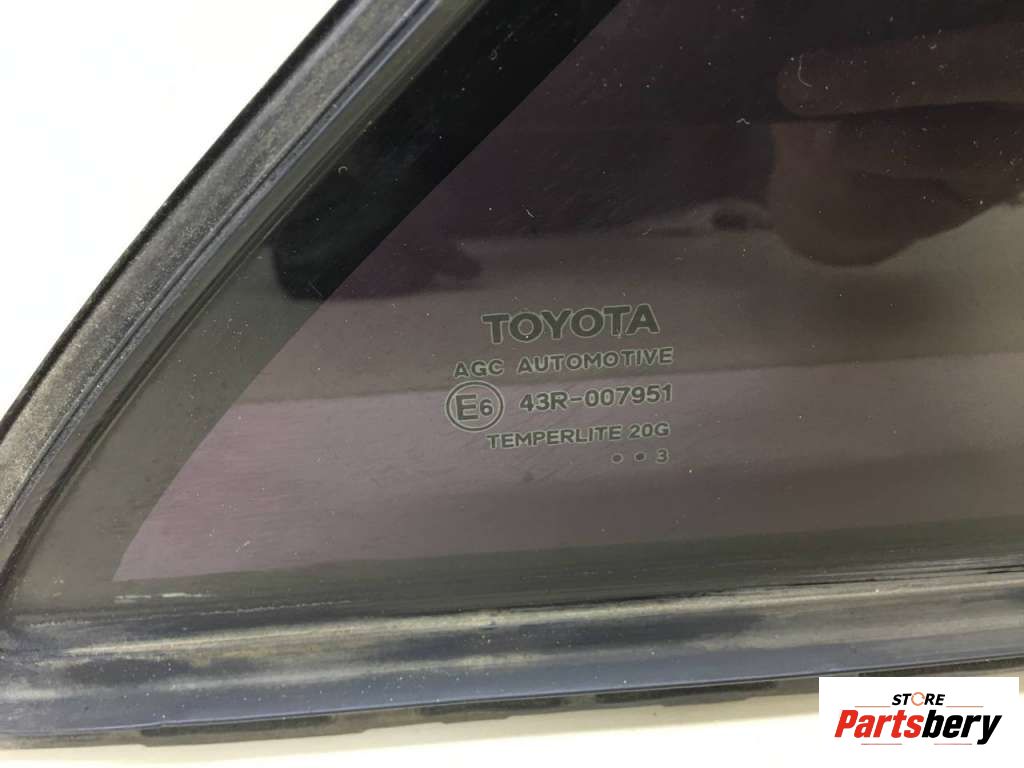 TOYOTA
AGC AUTOMOTIVE
E6 43R-007951
TEMPERLITE 20G
• • 3
STORE
Partsbery